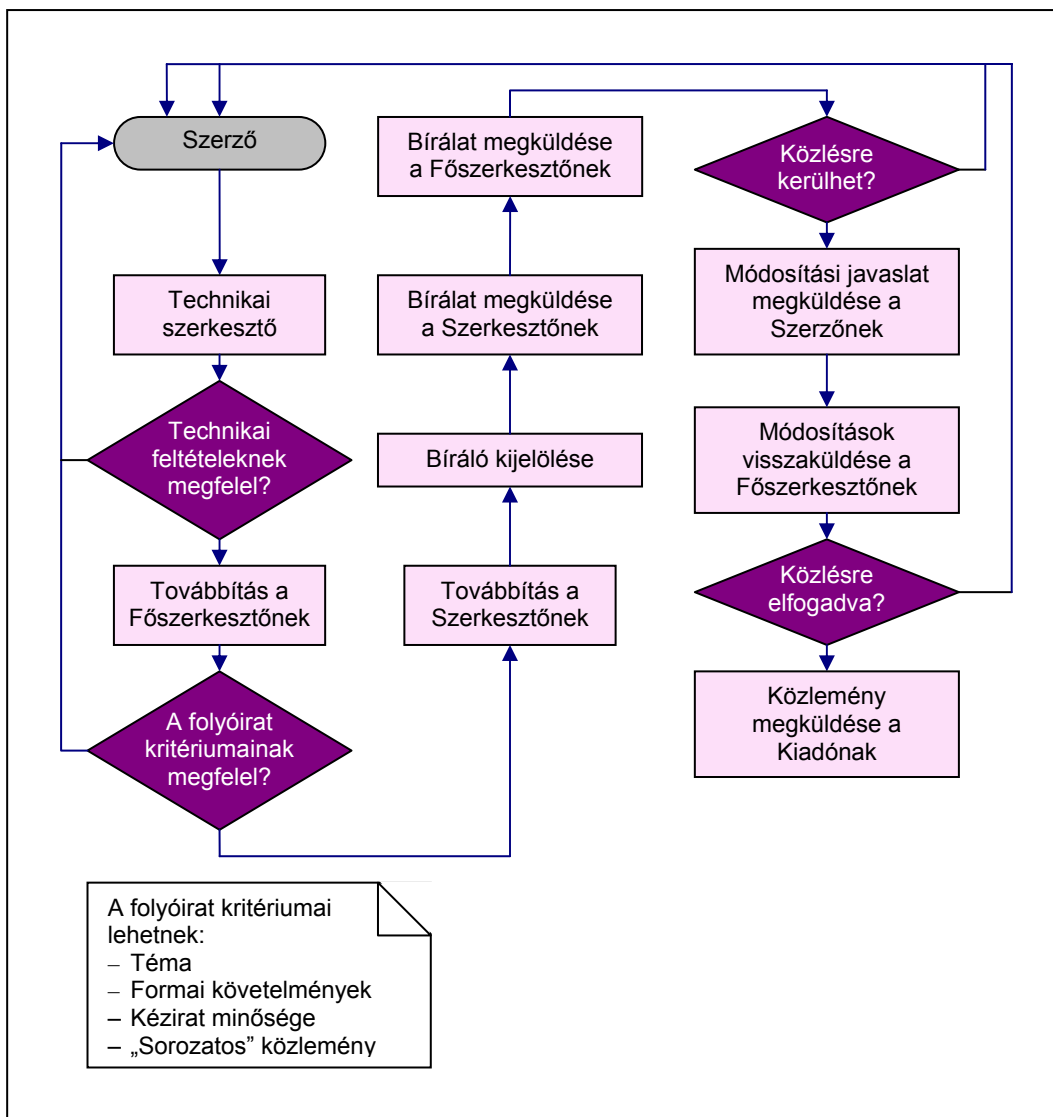 Szerző
Technikai
szerkesztő
Technikai
feltételeknek
megfelel?
Továbbítás a
Főszerkesztőnek
A folyóirat
kritériumainak
megfelel?
Továbbítás a
Szerkesztőnek
Bíráló kijelölése
Bírálat megküldése
a Szerkesztőnek
Bírálat megküldése
a Főszerkesztőnek
Közlésre
kerülhet?
Módosítási javaslat
megküldése a
Szerzőnek
Módosítások
visszaküldése a
Főszerkesztőnek
Közlésre
elfogadva?
Közlemény
megküldése a
Kiadónak
A folyóirat kritériumai
lehetnek:
– Téma
– Formai követelmények
– Kézirat minősége
– „Sorozatos” közlemény